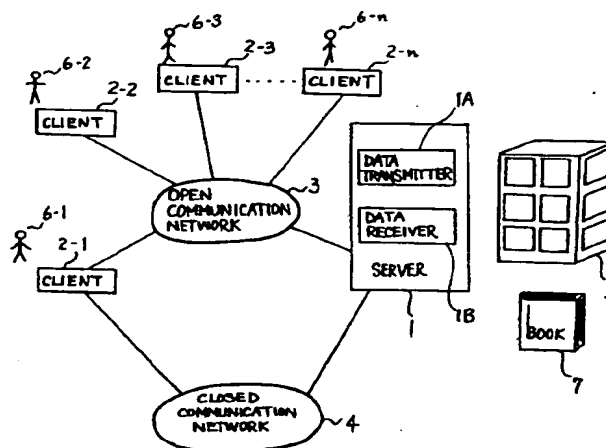 6-3
6-n
2-3
2-n
6-2
2-2
CLIENT
CLIENT
CLIENT
1A
DATA
TRANSMITTER
3
OPEN
COMMUNICATION
NETWORK
DATA
RECEIVER
6-1
2-1
CLIENT
SERVER
1
1B
BOOK
7
CLOSED
COMMUNICATION
NETWORK
4